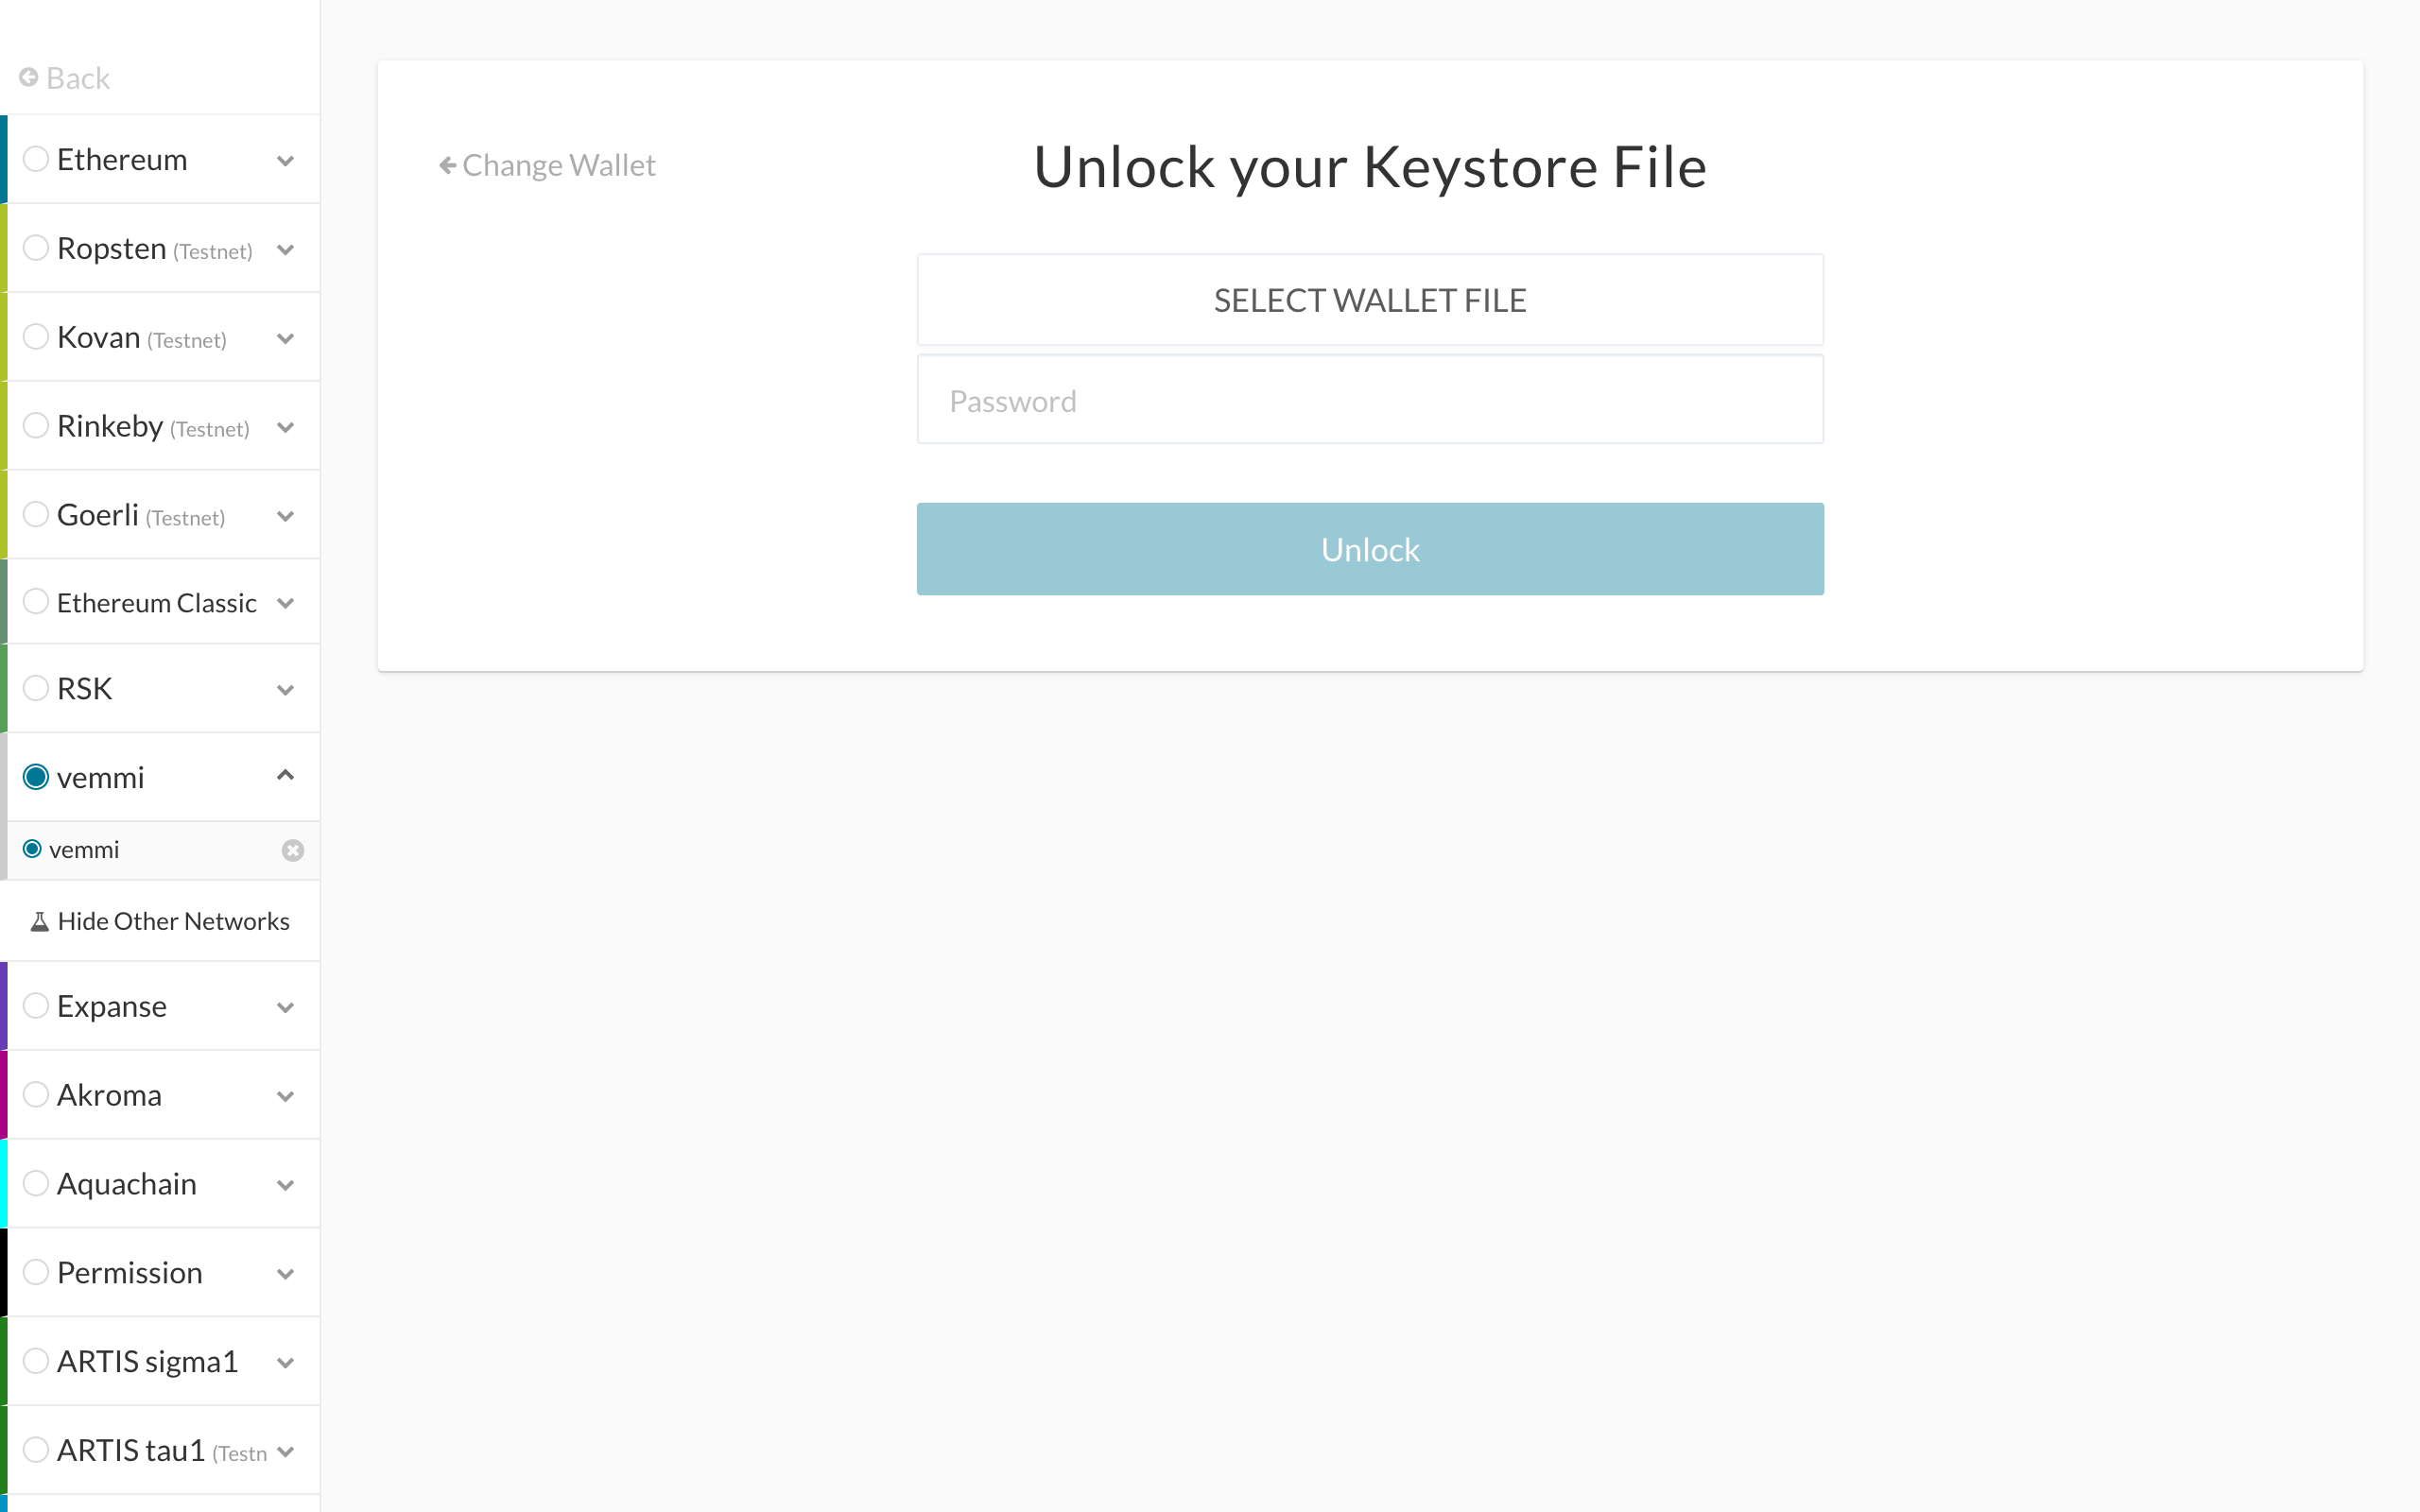 Back
Ethereum
Ropsten (Testnet)
Kovan (Testnet)
Rinkeby (Testnet)
Goerli (Testnet)
Ethereum Classic
RSK
vemmi
vemmi
Hide Other Networks
Expanse
Akroma
Aquachain
Permission
ARTIS sigma1
ARTIS tau1 (Testn
Change Wallet
Unlock your Keystore File
SELECT WALLET FILE
Password
Unlock